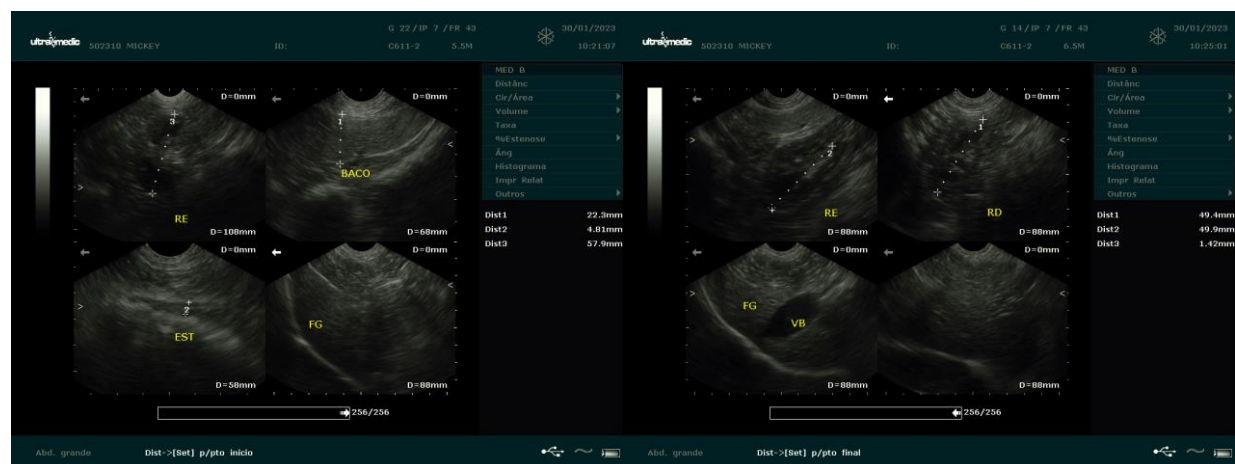 G 22/IP 7/FR 43
30/01/2023
ultramedic 502310 MICKEY ID: C611-2 5.5M 10:21:07
MED B
Distânc
Cir/Área
Volume
Taxa
%Estenose
Âng
Histograma
Impr Relat
Outros
Dist1 22.3mm
Dist2 4.81mm
Dist3 57.9mm
D=0mm
3
RE
D=108mm
D=0mm
1
BACO
D=68mm
D=0mm
2
EST
D=58mm
D=0mm
FG
D=88mm
256/256
Abd. grande Dist->[Set] p/pto início
G 14/IP 7/FR 43
30/01/2023
ultramedic 502310 MICKEY ID: C611-2 6.5M 10:25:01
MED B
Distânc
Cir/Área
Volume
Taxa
%Estenose
Âng
Histograma
Impr Relat
Outros
Dist1 49.4mm
Dist2 49.9mm
Dist3 1.42mm
D=0mm
2
RE
D=88mm
D=0mm
1
RD
D=88mm
D=0mm
FG
VB
D=88mm
D=0mm
D=88mm
256/256
Abd. grande Dist->[Set] p/pto final